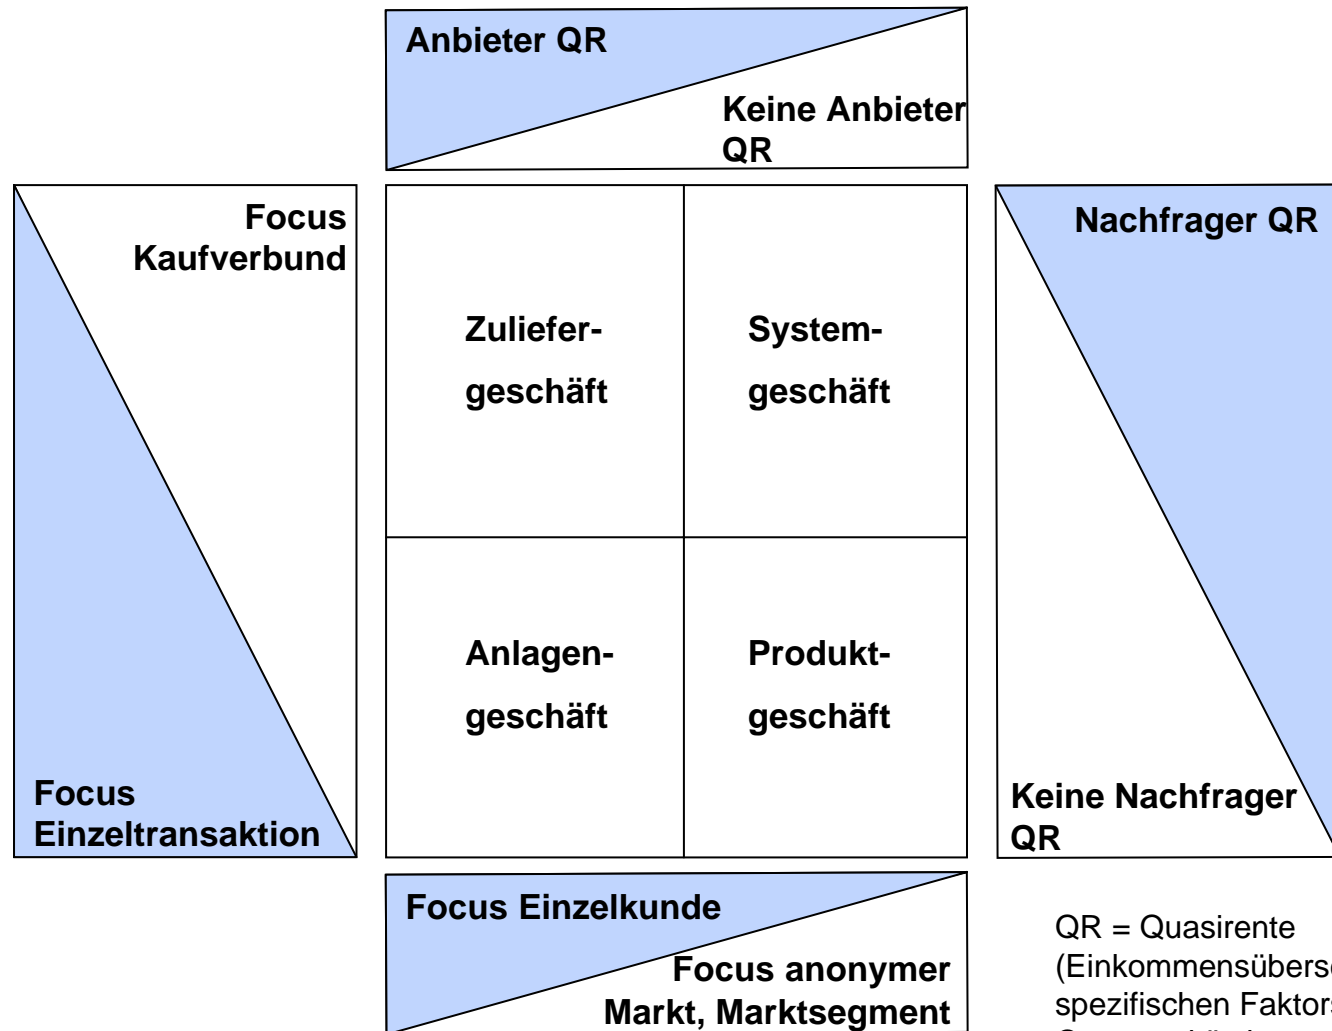 Anbieter QR
Keine Anbieter
QR
Focus
Kaufverbund
Nachfrager QR
Zuliefer-
geschäft
System-
geschäft
Anlagen-
geschäft
Produkt-
geschäft
Focus
Einzeltransaktion
Keine Nachfrager
QR
Focus Einzelkunde
Focus anonymer
Markt, Marktsegment
QR = Quasirente